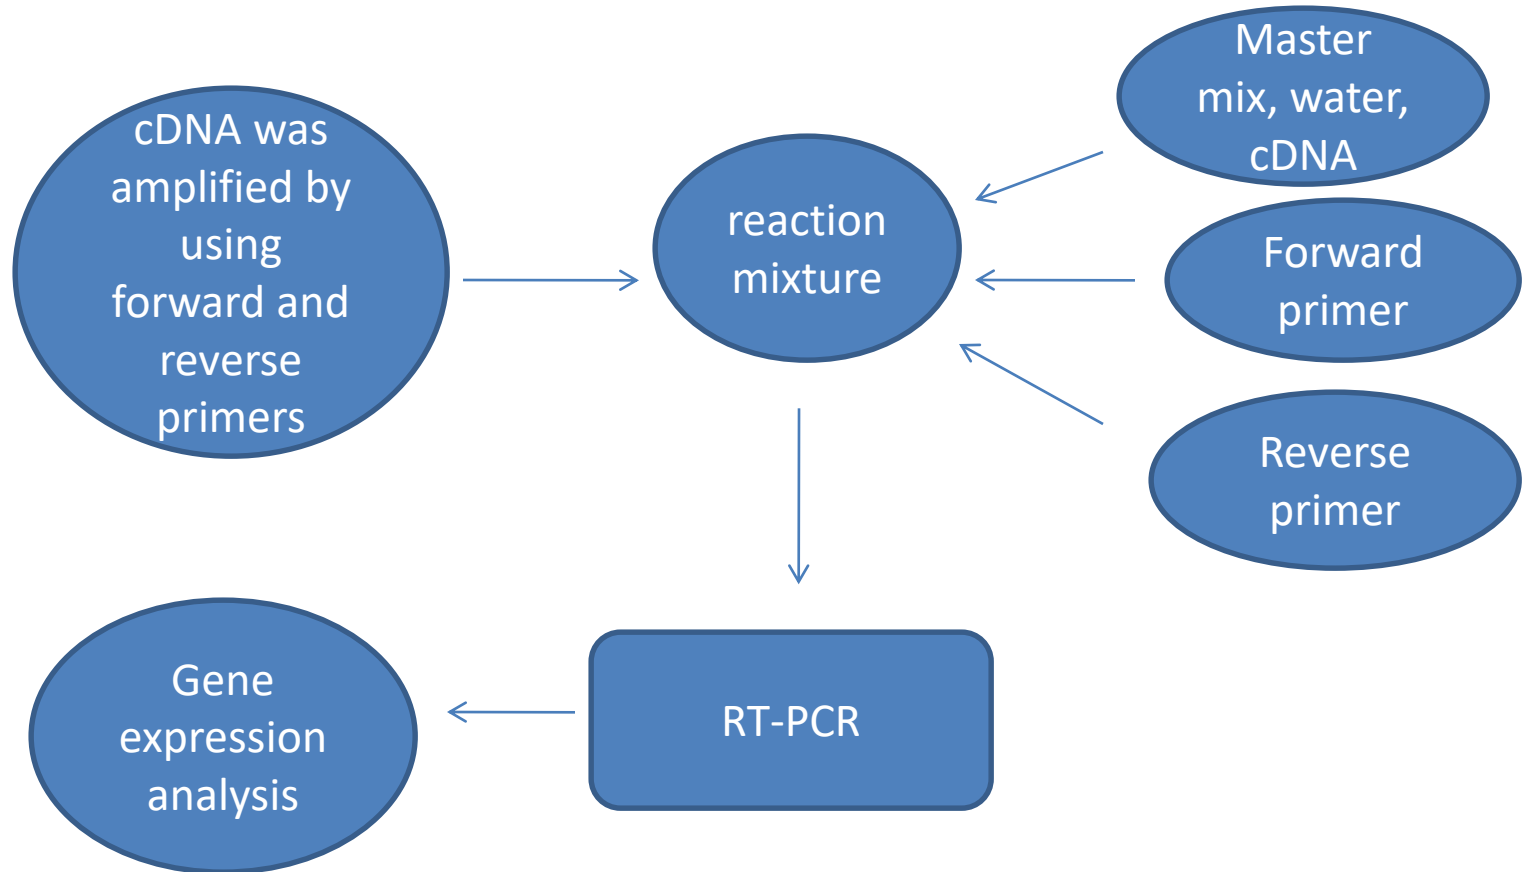 cDNA was
amplified by
using
forward and
reverse
primers
reaction
mixture
Master
mix, water,
cDNA
Forward
primer
Reverse
primer
RT-PCR
Gene
expression
analysis